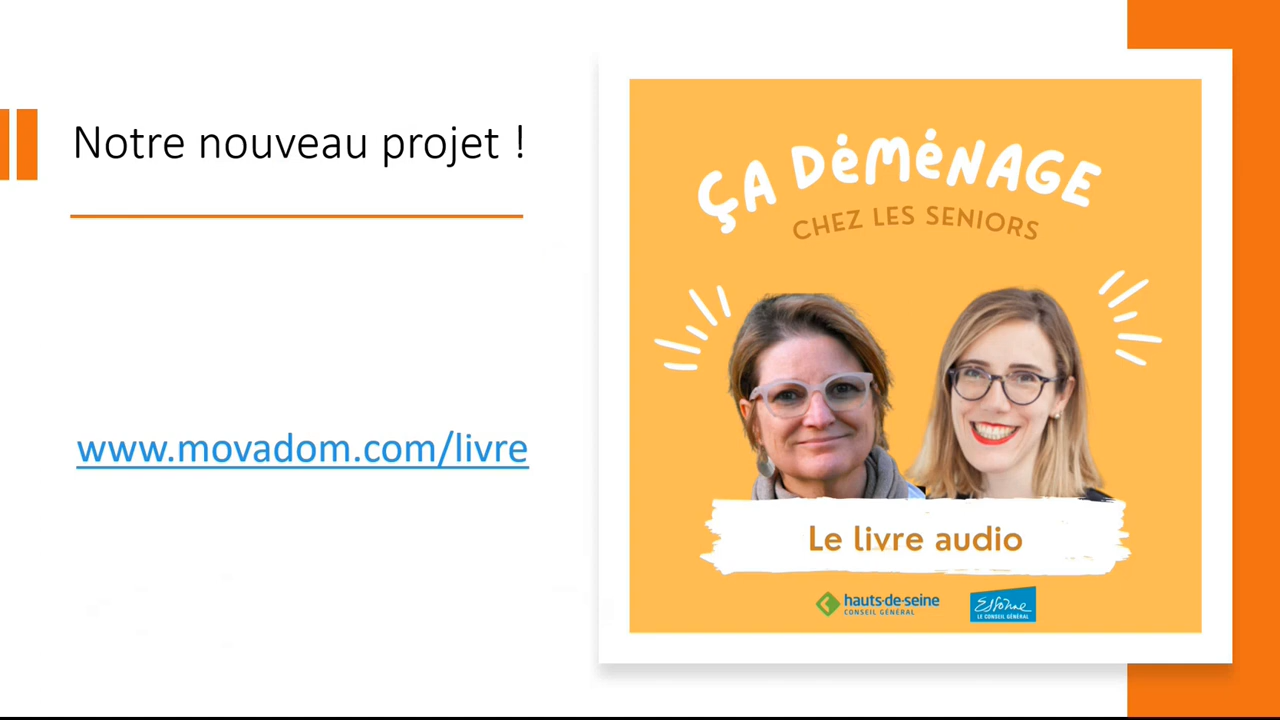 Notre nouveau projet !
www.movadom.com/livre
ÇA DÉMÉNAGE
CHEZ LES SENIORS
Le livre audio
hauts-de-seine
CONSEIL GÉNÉRAL
Essonne
LE CONSEIL GÉNÉRAL